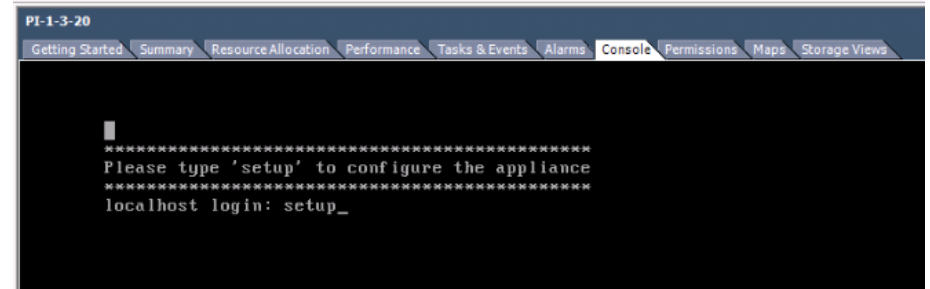 PI-1-3-20
Getting Started Summary Resource Allocation Performance Tasks & Events Alarms Console Permissions Maps Storage Views
**********************************************
Please type 'setup' to configure the appliance
**********************************************
localhost login: setup_